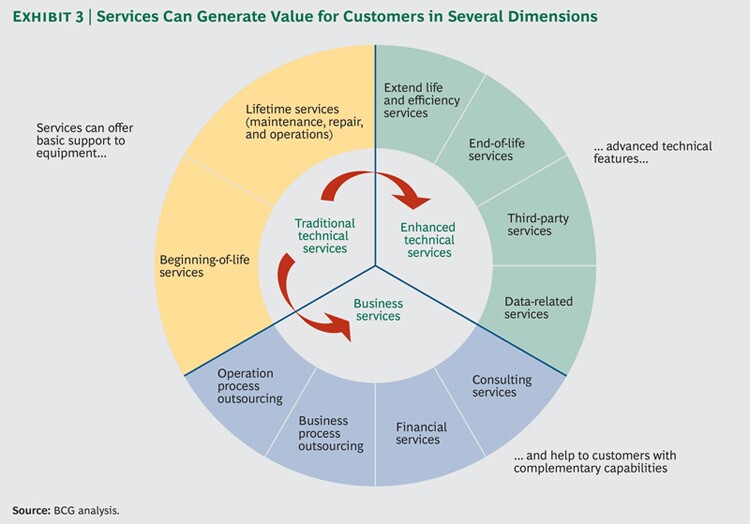 EXHIBIT 3 | Services Can Generate Value for Customers in Several Dimensions
Services can offer
basic support to
equipment...
Lifetime services
(maintenance, repair,
and operations)
Beginning-of-life
services
Extend life
and efficiency
services
End-of-life
services
Third-party
services
Data-related
services
... advanced technical
features...
Traditional
technical
services
Enhanced
technical
services
Business
services
Operation
process
outsourcing
Business
process
outsourcing
Financial
services
Consulting
services
... and help to customers with
complementary capabilities
Source: BCG analysis.